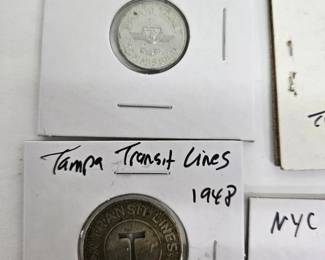 Tampa Transit Lines
1948
NYC
TRANSIT LINES
T